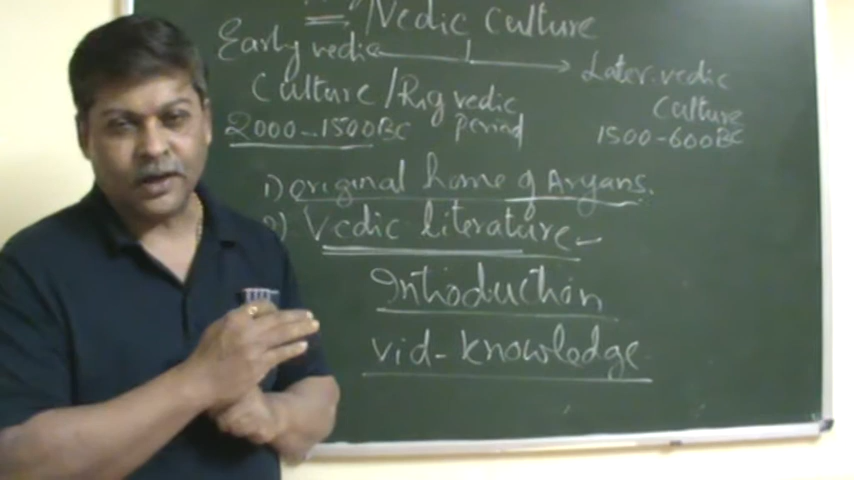 /Vedic Culture
Early vedic
Later vedic
Culture/Rig vedic
Culture
2000-1500BC period
1500-600BC
1) original home of Aryans.
2) Vedic literature-
Introduction
vid-knowledge